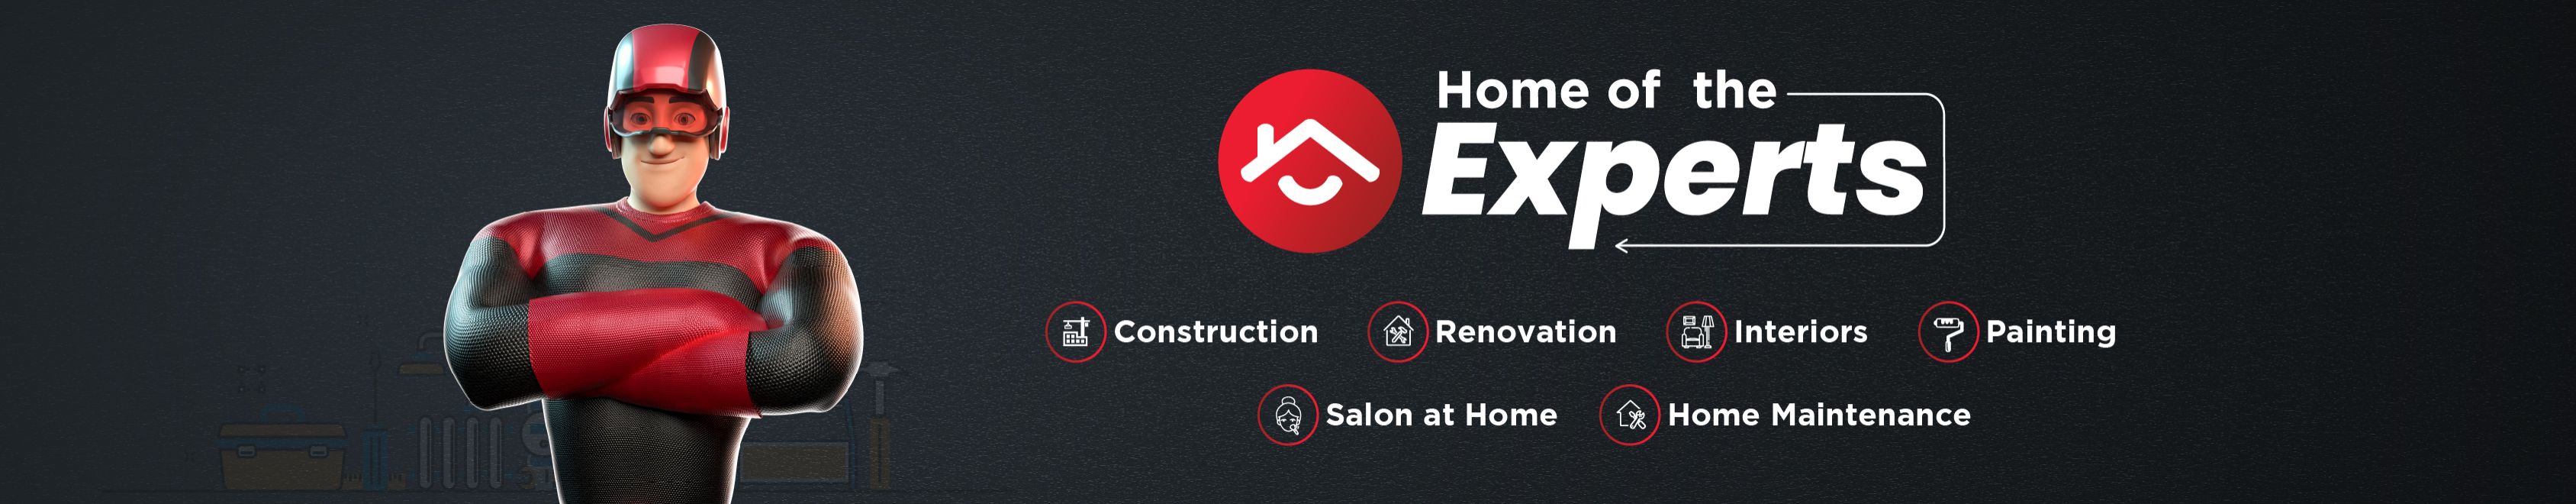 Home of the
Experts
Construction Renovation Interiors Painting
Salon at Home Home Maintenance